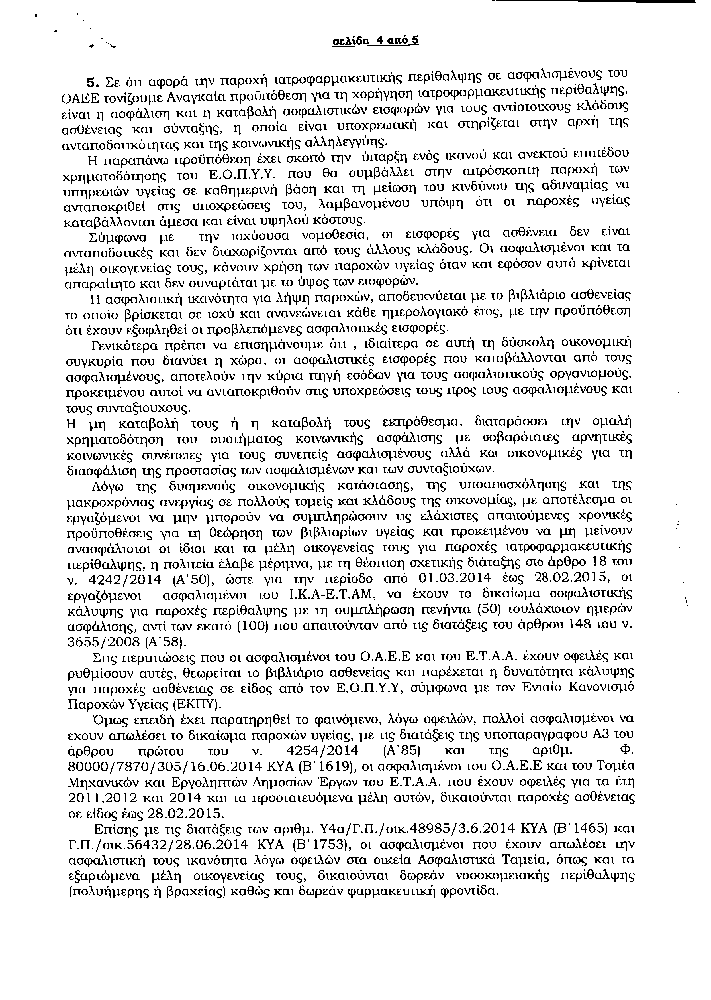 σελίδα 4 από 5
5. Σε ότι αφορά την παροχή ιατροφαρμακευτικής περίθαλψης σε ασφαλισμένους του
ΟΑΕΕ τονίζουμε Αναγκαία προϋπόθεση για τη χορήγηση ιατροφαρμακευτικής περίθαλψης,
είναι η ασφάλιση και η καταβολή ασφαλιστικών εισφορών για τους αντίστοιχους κλάδους
ασθένειας και σύνταξης, η οποία είναι υποχρεωτική και στηρίζεται στην αρχή της
ανταποδοτικότητας και της κοινωνικής αλληλεγγύης.
Η παραπάνω προϋπόθεση έχει σκοπό την ύπαρξη ενός ικανού και ανεκτού επιπέδου
χρηματοδότησης του Ε.Ο.Π.Υ.Υ. που θα συμβάλλει στην απρόσκοπτη παροχή των
υπηρεσιών υγείας σε καθημερινή βάση και τη μείωση του κινδύνου της αδυναμίας να
ανταποκριθεί στις υποχρεώσεις του, λαμβανομένου υπόψη ότι οι παροχές υγείας
καταβάλλονται άμεσα και είναι υψηλού κόστους.
Σύμφωνα με την ισχύουσα νομοθεσία, οι εισφορές για ασθένεια δεν είναι
ανταποδοτικές και δεν διαχωρίζονται από τους άλλους κλάδους. Οι ασφαλισμένοι και τα
μέλη οικογενείας τους, κάνουν χρήση των παροχών υγείας όταν και εφόσον αυτό κρίνεται
απαραίτητο και δεν συναρτάται με το ύψος των εισφορών.
Η ασφαλιστική ικανότητα για λήψη παροχών, αποδεικνύεται με το βιβλιάριο ασθενείας
το οποίο βρίσκεται σε ισχύ και ανανεώνεται κάθε ημερολογιακό έτος, με την προϋπόθεση
ότι έχουν εξοφληθεί οι προβλεπόμενες ασφαλιστικές εισφορές.
Γενικότερα πρέπει να επισημάνουμε ότι , ιδιαίτερα σε αυτή τη δύσκολη οικονομική
συγκυρία που διανύει η χώρα, οι ασφαλιστικές εισφορές που καταβάλλονται από τους
ασφαλισμένους, αποτελούν την κύρια πηγή εσόδων για τους ασφαλιστικούς οργανισμούς,
προκειμένου αυτοί να ανταποκριθούν στις υποχρεώσεις τους προς τους ασφαλισμένους και
τους συνταξιούχους.
Η μη καταβολή τους ή η καταβολή τους εκπρόθεσμα, διαταράσσει την ομαλή
χρηματοδότηση του συστήματος κοινωνικής ασφάλισης με σοβαρότατες αρνητικές
κοινωνικές συνέπειες για τους συνεπείς ασφαλισμένους αλλά και οικονομικές για τη
διασφάλιση της προστασίας των ασφαλισμένων και των συνταξιούχων.
Λόγω της δυσμενούς οικονομικής κατάστασης, της υποαπασχόλησης και της
μακροχρόνιας ανεργίας σε πολλούς τομείς και κλάδους της οικονομίας, με αποτέλεσμα οι
εργαζόμενοι να μην μπορούν να συμπληρώσουν τις ελάχιστες απαιτούμενες χρονικές
προϋποθέσεις για τη θεώρηση των βιβλιαρίων υγείας και προκειμένου να μη μείνουν
ανασφάλιστοι οι ίδιοι και τα μέλη οικογενείας τους για παροχές ιατροφαρμακευτικής
περίθαλψης, η πολιτεία έλαβε μέριμνα, με τη θέσπιση σχετικής διάταξης στο άρθρο 18 του
ν. 4242/2014 (Α΄50), ώστε για την περίοδο από 01.03.2014 έως 28.02.2015, οι
εργαζόμενοι ασφαλισμένοι του Ι.Κ.Α-Ε.Τ.ΑΜ, να έχουν το δικαίωμα ασφαλιστικής
κάλυψης για παροχές περίθαλψης με τη συμπλήρωση πενήντα (50) τουλάχιστον ημερών
ασφάλισης, αντί των εκατό (100) που απαιτούνταν από τις διατάξεις του άρθρου 148 του ν.
3655/2008 (Α΄58).
Στις περιπτώσεις που οι ασφαλισμένοι του Ο.Α.Ε.Ε και του Ε.Τ.Α.Α. έχουν οφειλές και
ρυθμίσουν αυτές, θεωρείται το βιβλιάριο ασθενείας και παρέχεται η δυνατότητα κάλυψης
για παροχές ασθένειας σε είδος από τον Ε.Ο.Π.Υ.Υ, σύμφωνα με τον Ενιαίο Κανονισμό
Παροχών Υγείας (ΕΚΠΥ).
Όμως επειδή έχει παρατηρηθεί το φαινόμενο, λόγω οφειλών, πολλοί ασφαλισμένοι να
έχουν απωλέσει το δικαίωμα παροχών υγείας, με τις διατάξεις της υποπαραγράφου Α3 του
άρθρου πρώτου του ν. 4254/2014 (Α΄85) και της αριθμ. Φ.
80000/7870/305/16.06.2014 ΚΥΑ (Β΄1619), οι ασφαλισμένοι του Ο.Α.Ε.Ε και του Τομέα
Μηχανικών και Εργοληπτών Δημοσίων Έργων του Ε.Τ.Α.Α. που έχουν οφειλές για τα έτη
2011,2012 και 2014 και τα προστατευόμενα μέλη αυτών, δικαιούνται παροχές ασθένειας
σε είδος έως 28.02.2015.
Επίσης με τις διατάξεις των αριθμ. Υ4α/Γ.Π./οικ.48985/3.6.2014 ΚΥΑ (Β΄1465) και
Γ.Π./οικ.56432/28.06.2014 ΚΥΑ (Β΄1753), οι ασφαλισμένοι που έχουν απωλέσει την
ασφαλιστική τους ικανότητα λόγω οφειλών στα οικεία Ασφαλιστικά Ταμεία, όπως και τα
εξαρτώμενα μέλη οικογενείας τους, δικαιούνται δωρεάν νοσοκομειακής περίθαλψης
(πολυήμερης ή βραχείας) καθώς και δωρεάν φαρμακευτική φροντίδα.